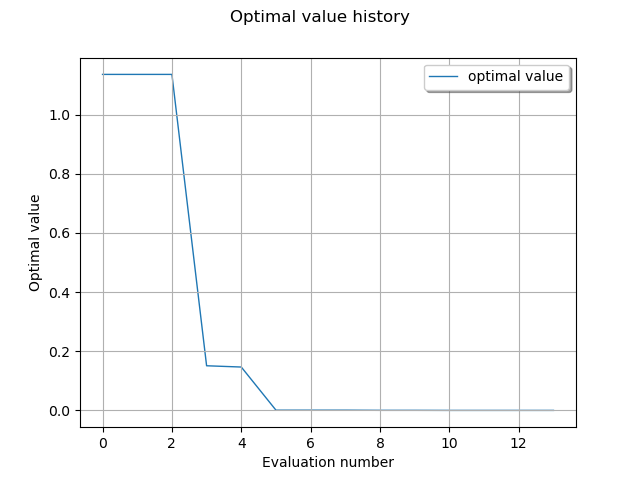 Optimal value history
optimal value
1.0
0.8
0.6
0.4
0.2
0.0
Optimal value
0 2 4 6 8 10 12
Evaluation number